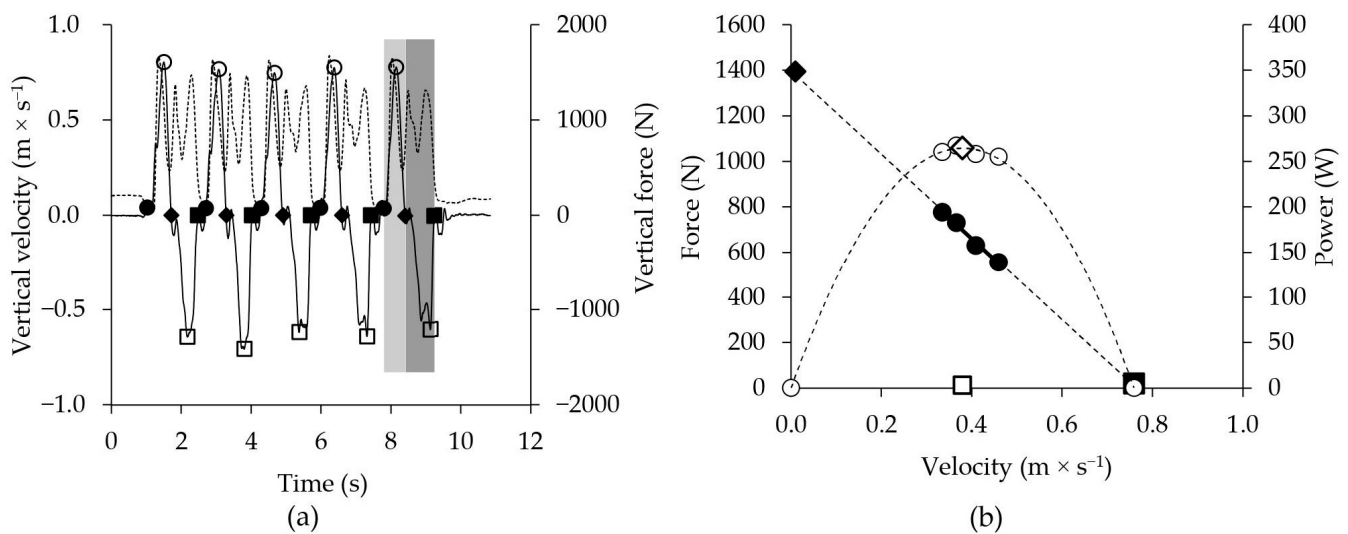 1.0
0.5
0.0
−0.5
−1.0
Vertical velocity (m × s⁻¹)
2000
1000
0
−1000
−2000
Vertical force (N)
0 2 4 6 8 10 12
Time (s)
(a)
1600
1400
1200
1000
800
600
400
200
0
Force (N)
400
350
300
250
200
150
100
50
0
Power (W)
0.0 0.2 0.4 0.6 0.8 1.0
Velocity (m × s⁻¹)
(b)